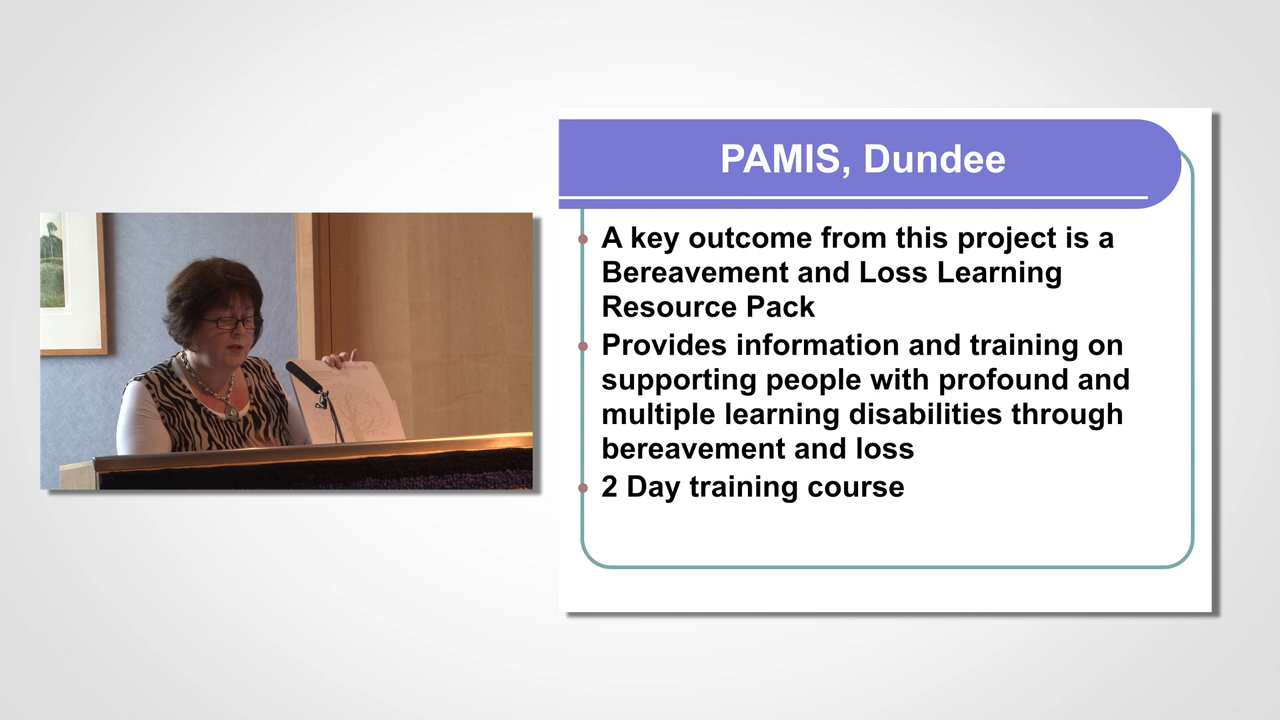 PAMIS, Dundee
A key outcome from this project is a
Bereavement and Loss Learning
Resource Pack
Provides information and training on
supporting people with profound and
multiple learning disabilities through
bereavement and loss
2 Day training course